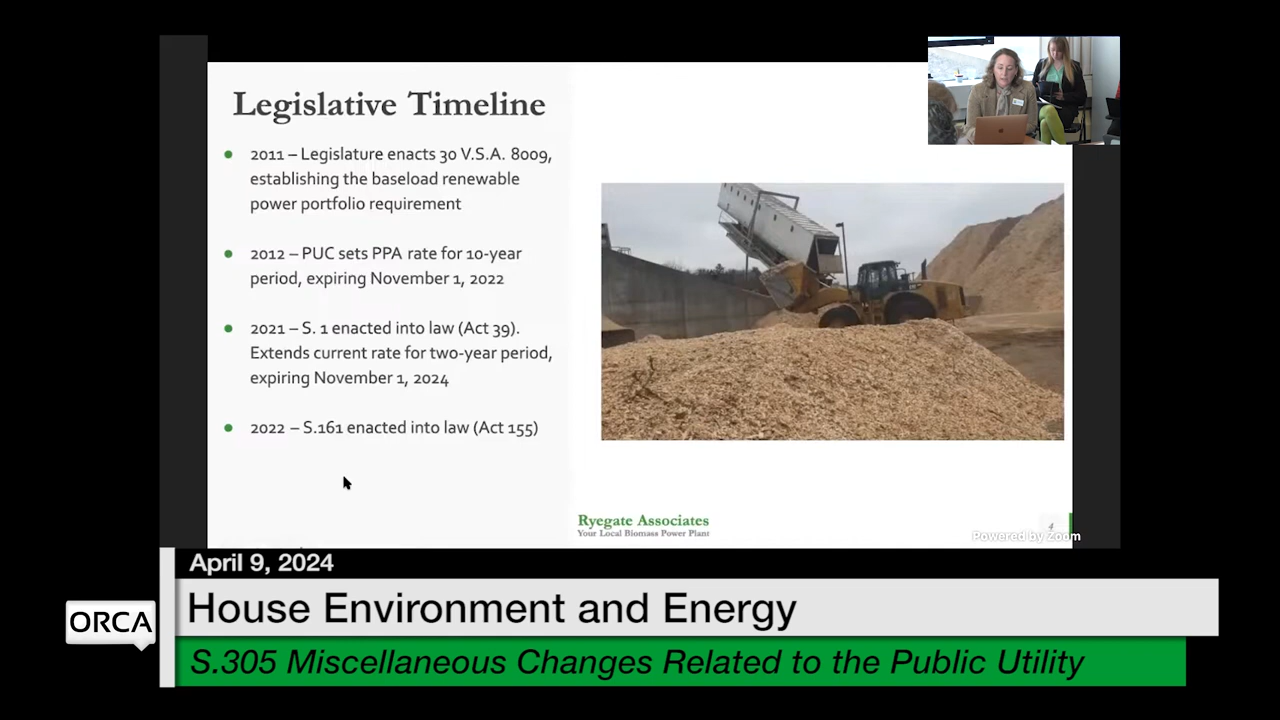 Legislative Timeline
2011 – Legislature enacts 30 V.S.A. 8009,
establishing the baseload renewable
power portfolio requirement
2012 – PUC sets PPA rate for 10-year
period, expiring November 1, 2022
2021 – S. 1 enacted into law (Act 39).
Extends current rate for two-year period,
expiring November 1, 2024
2022 – S.161 enacted into law (Act 155)
Ryegate Associates
Your Local Biomass Power Plant
4
Powered by Zoom
April 9, 2024
House Environment and Energy
ORCA
S.305 Miscellaneous Changes Related to the Public Utility